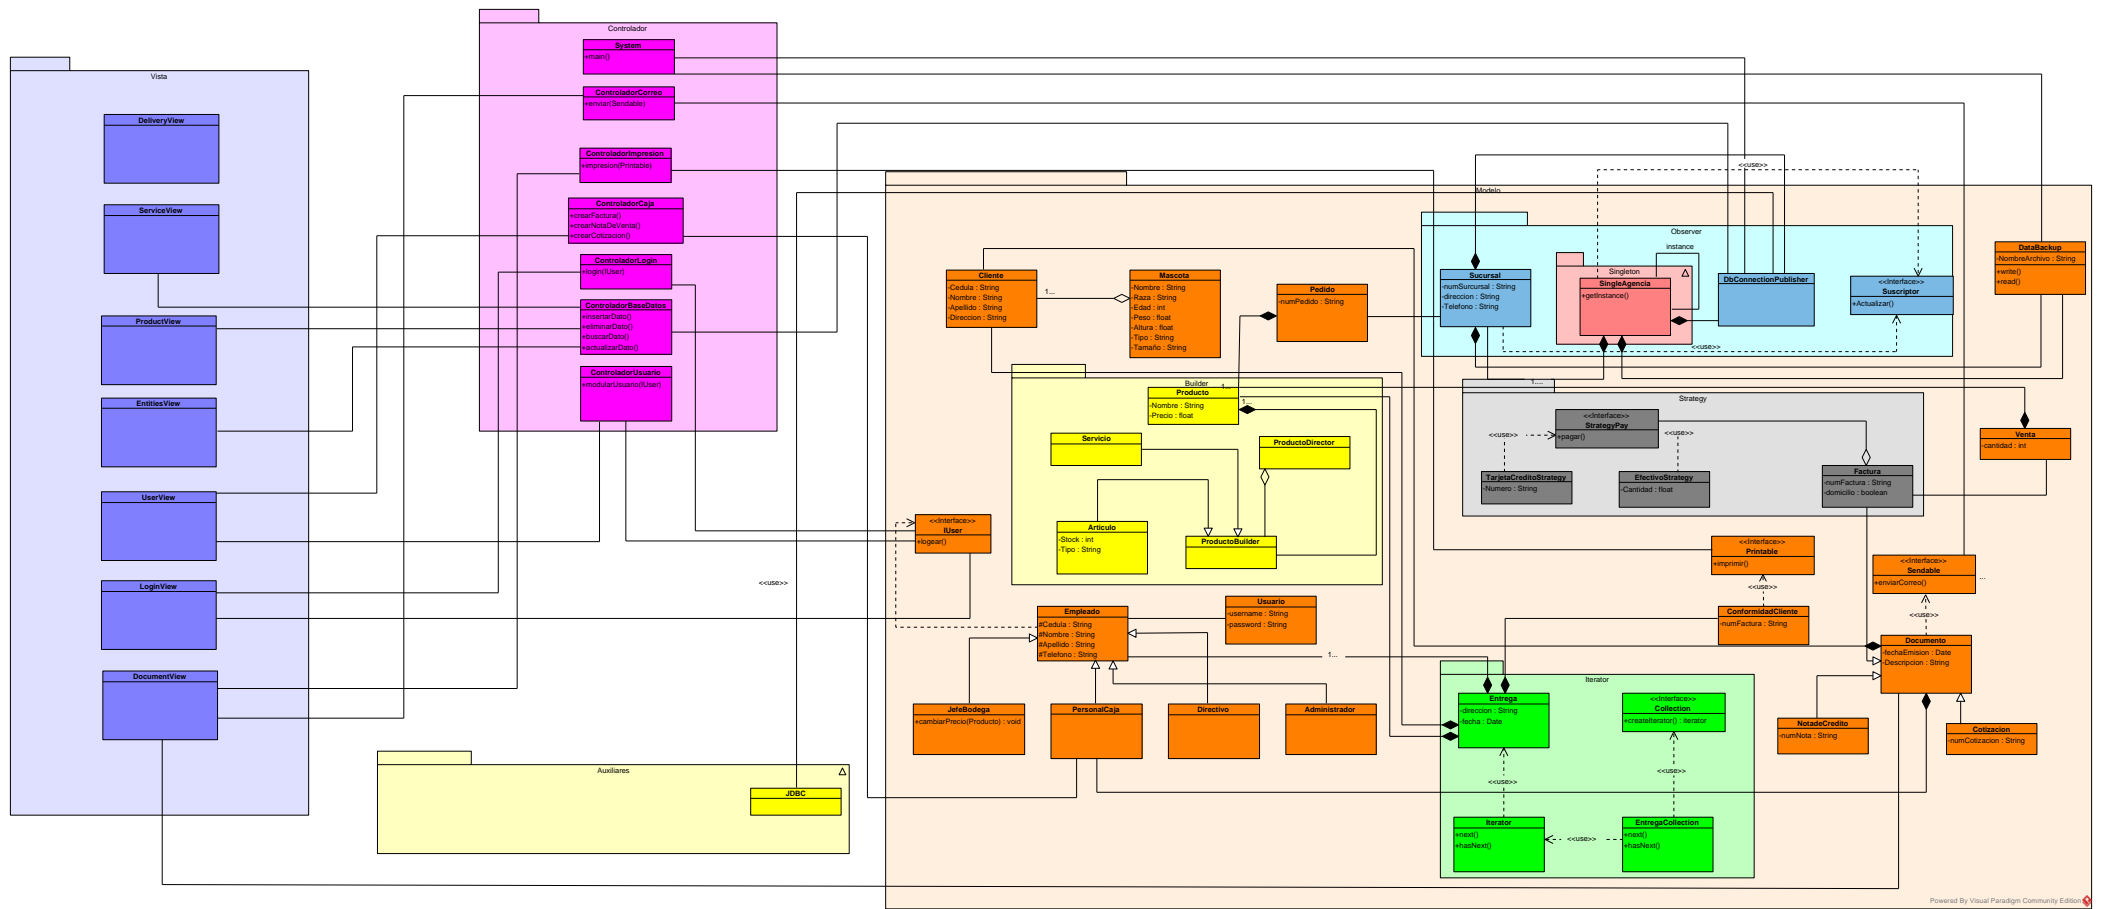 Vista
DeliveryView
ServiceView
ProductView
EntitiesView
UserView
LoginView
DocumentView
Controlador
System
+main()
ControladorCorreo
+enviar(Sendable)
ControladorImpresion
+impresion(Printable)
ControladorCaja
+crearFactura()
+crearNotaDeVenta()
+crearCotizacion()
ControladorLogin
+login(IUser)
ControladorBaseDatos
+insertarDato()
+eliminarDato()
+buscarDato()
+actualizarDato()
ControladorUsuario
+modularUsuario(IUser)
Auxiliares
JDBC
<<use>>
Modelo
Cliente
-Cedula : String
-Nombre : String
-Apellido : String
-Direccion : String
1...
Mascota
-Nombre : String
-Raza : String
-Edad : int
-Peso : float
-Altura : float
-Tipo : String
-Tamaño : String
Pedido
-numPedido : String
Observer
Sucursal
-numSurcursal : String
-direccion : String
-Telefono : String
Singleton
instance
SingleAgencia
+getInstance()
DbConnectionPublisher
<<Interface>>
Suscriptor
+Actualizar()
<<use>>
<<use>>
DataBackup
-NombreArchivo : String
+write()
+read()
Builder
Producto
-Nombre : String
-Precio : float
1...
1...
Servicio
ProductoDirector
Articulo
-Stock : int
-Tipo : String
ProductoBuilder
1....
Strategy
<<Interface>>
StrategyPay
+pagar()
<<use>>
<<use>>
TarjetaCreditoStrategy
-Numero : String
EfectivoStrategy
-Cantidad : float
Factura
-numFactura : String
-domicilio : boolean
Venta
-cantidad : int
<<Interface>>
IUser
+logear()
<<Interface>>
Printable
+imprimir()
<<use>>
ConformidadCliente
-numFactura : String
<<Interface>>
Sendable
+enviarCorreo()
...
<<use>>
Documento
-fechaEmision : Date
-Descripcion : String
Empleado
#Cedula : String
#Nombre : String
#Apellido : String
#Telefono : String
Usuario
-username : String
-password : String
1...
JefeBodega
+cambiarPrecio(Producto) : void
PersonalCaja
Directivo
Administrador
Iterator
Entrega
-direccion : String
-fecha : Date
<<Interface>>
Collection
+createIterator() : iterator
<<use>>
<<use>>
Iterator
+next()
+hasNext()
<<use>>
EntregaCollection
+next()
+hasNext()
NotadeCredito
-numNota : String
Cotizacion
-numCotizacion : String
Powered By Visual Paradigm Community Edition